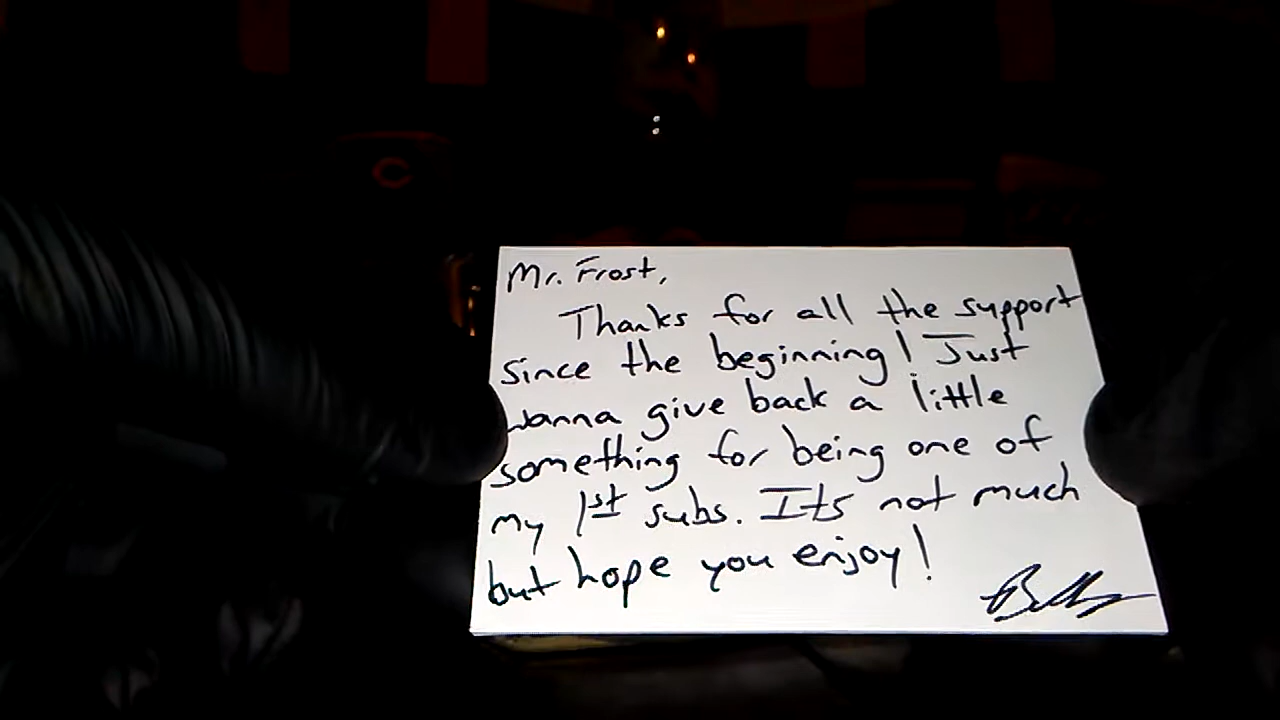 Mr. Frost,
Thanks for all the support
since the beginning! Just
wanna give back a little
something for being one of
my 1st subs. Its not much
but hope you enjoy!